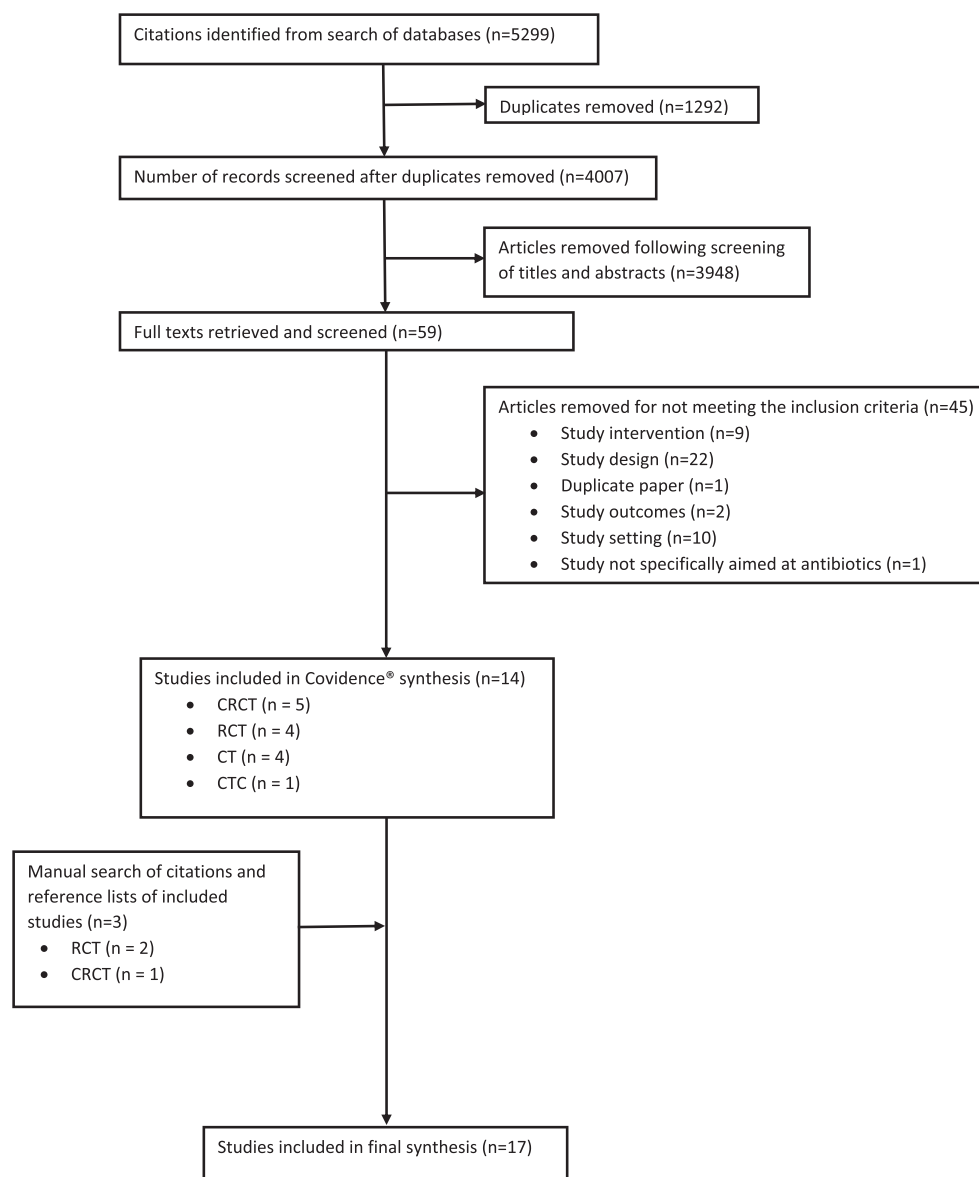 Citations identified from search of databases (n=5299)
Duplicates removed (n=1292)
Number of records screened after duplicates removed (n=4007)
Articles removed following screening
of titles and abstracts (n=3948)
Full texts retrieved and screened (n=59)
Articles removed for not meeting the inclusion criteria (n=45)
• Study intervention (n=9)
• Study design (n=22)
• Duplicate paper (n=1)
• Study outcomes (n=2)
• Study setting (n=10)
• Study not specifically aimed at antibiotics (n=1)
Studies included in Covidence® synthesis (n=14)
• CRCT (n = 5)
• RCT (n = 4)
• CT (n = 4)
• CTC (n = 1)
Manual search of citations and
reference lists of included
studies (n=3)
• RCT (n = 2)
• CRCT (n = 1)
Studies included in final synthesis (n=17)